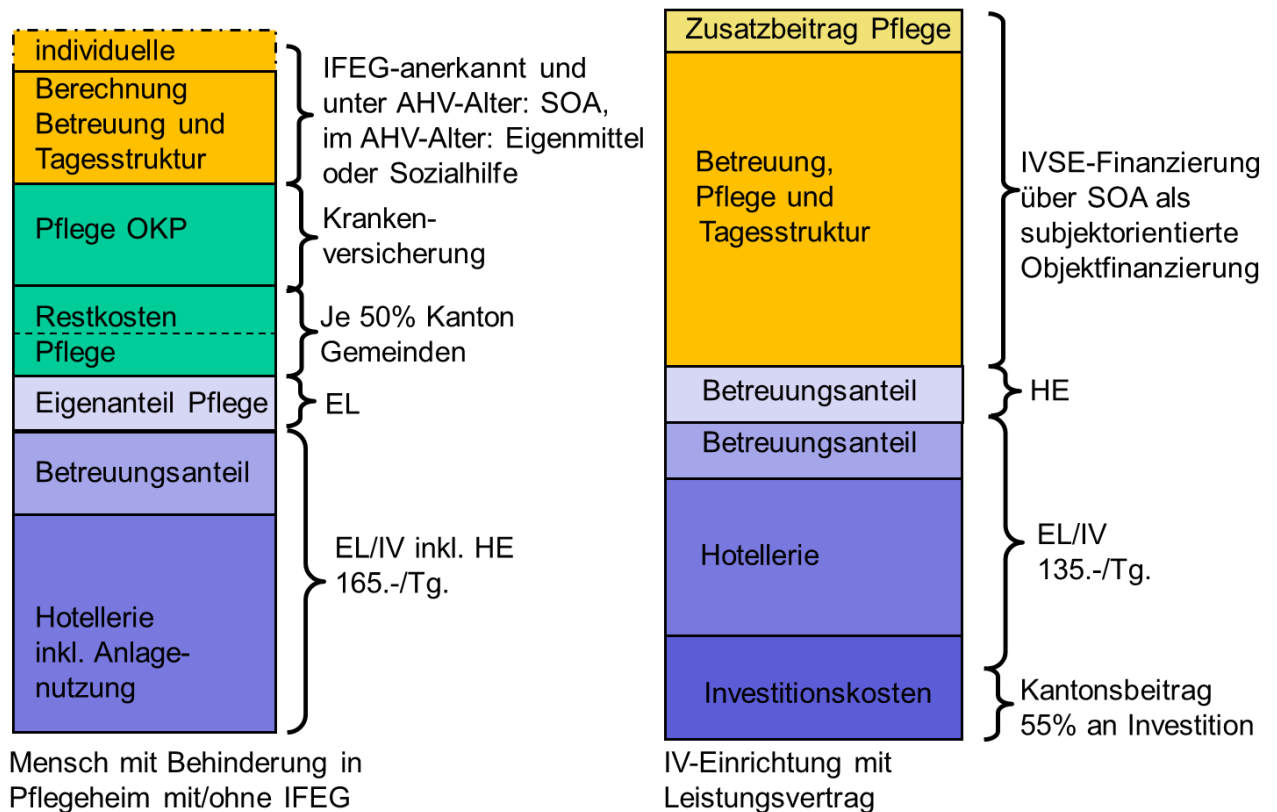 individuelle
Berechnung
Betreuung und
Tagesstruktur
IFEG-anerkannt und
unter AHV-Alter: SOA,
im AHV-Alter: Eigenmittel
oder Sozialhilfe
Pflege OKP
Kranken-
versicherung
Restkosten
Pflege
Je 50% Kanton
Gemeinden
Eigenanteil Pflege
EL
Betreuungsanteil
Hotellerie
inkl. Anlage-
nutzung
EL/IV inkl. HE
165.-/Tg.
Mensch mit Behinderung in
Pflegeheim mit/ohne IFEG
Zusatzbeitrag Pflege
Betreuung,
Pflege und
Tagesstruktur
IVSE-Finanzierung
über SOA als
subjektorientierte
Objektfinanzierung
Betreuungsanteil
HE
Betreuungsanteil
Hotellerie
EL/IV
135.-/Tg.
Investitionskosten
Kantonsbeitrag
55% an Investition
IV-Einrichtung mit
Leistungsvertrag